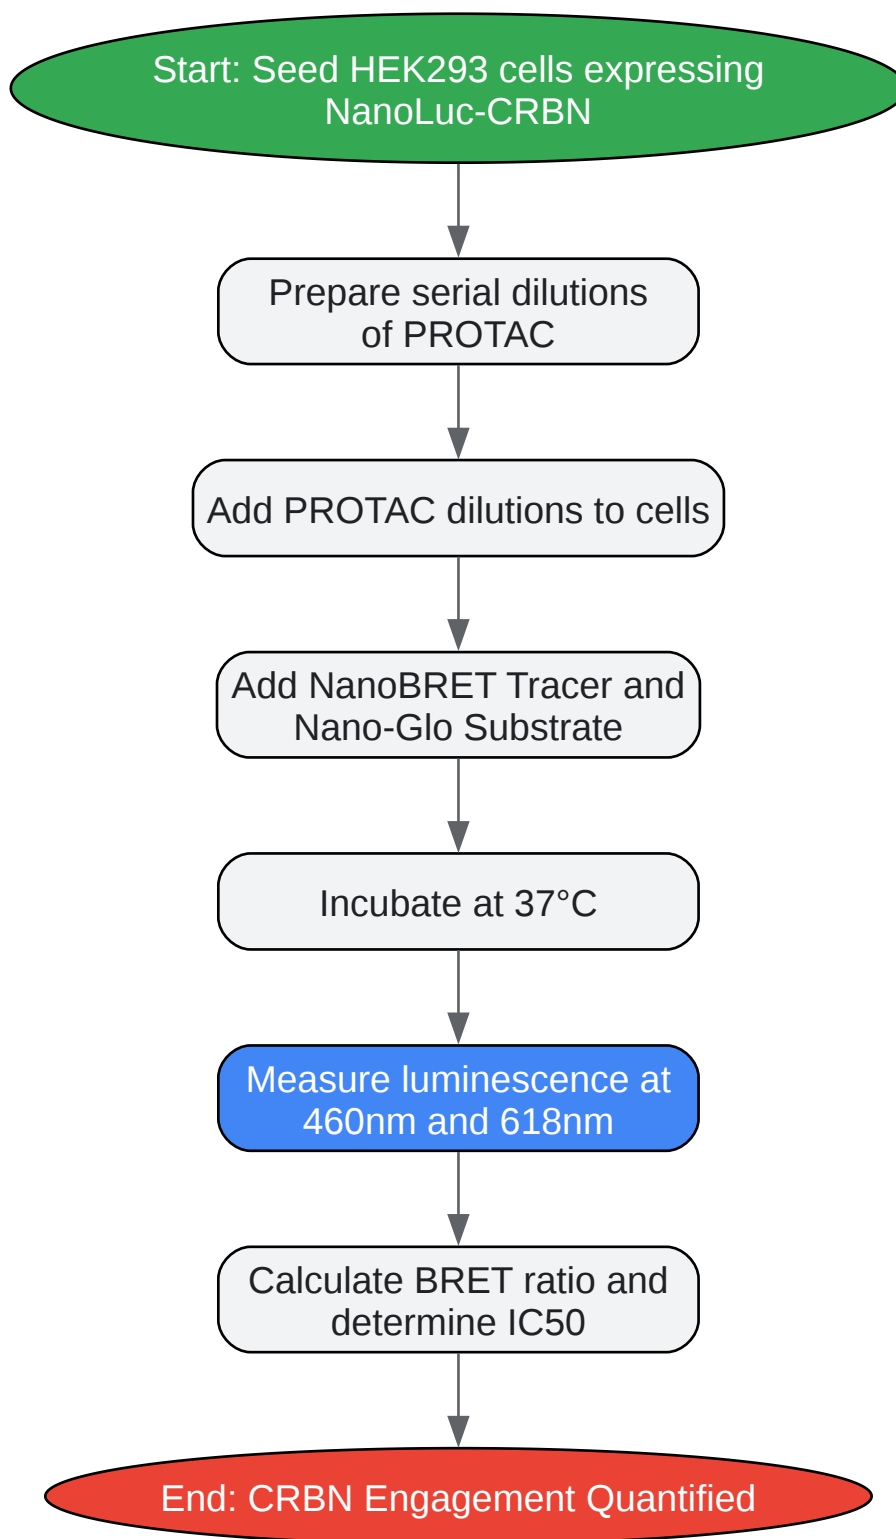 Start: Seed HEK293 cells expressing
NanoLuc-CRBN
Prepare serial dilutions
of PROTAC
Add PROTAC dilutions to cells
Add NanoBRET Tracer and
Nano-Glo Substrate
Incubate at 37°C
Measure luminescence at
460nm and 618nm
Calculate BRET ratio and
determine IC50
End: CRBN Engagement Quantified